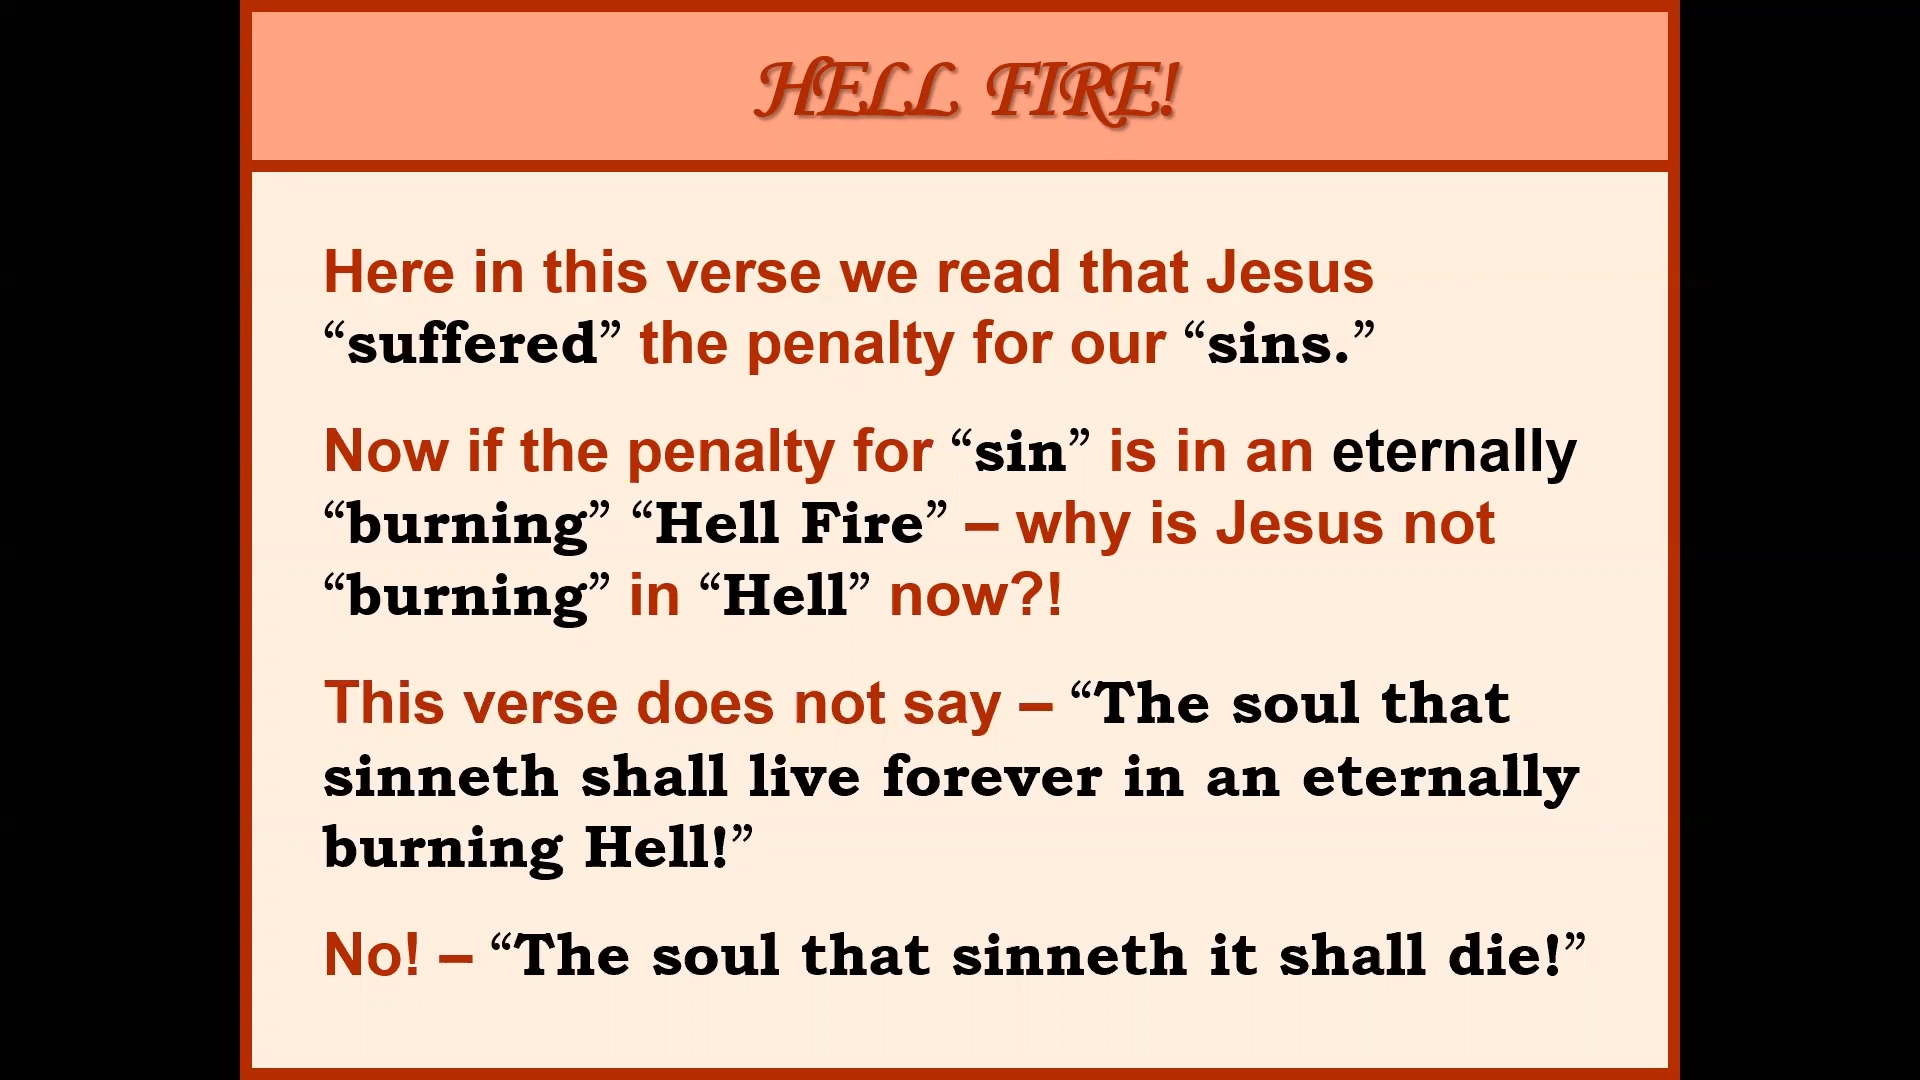 HELL FIRE!
Here in this verse we read that Jesus
“suffered” the penalty for our “sins.”
Now if the penalty for “sin” is in an eternally
“burning” “Hell Fire” – why is Jesus not
“burning” in “Hell” now?!
This verse does not say – “The soul that
sinneth shall live forever in an eternally
burning Hell!”
No! – “The soul that sinneth it shall die!”